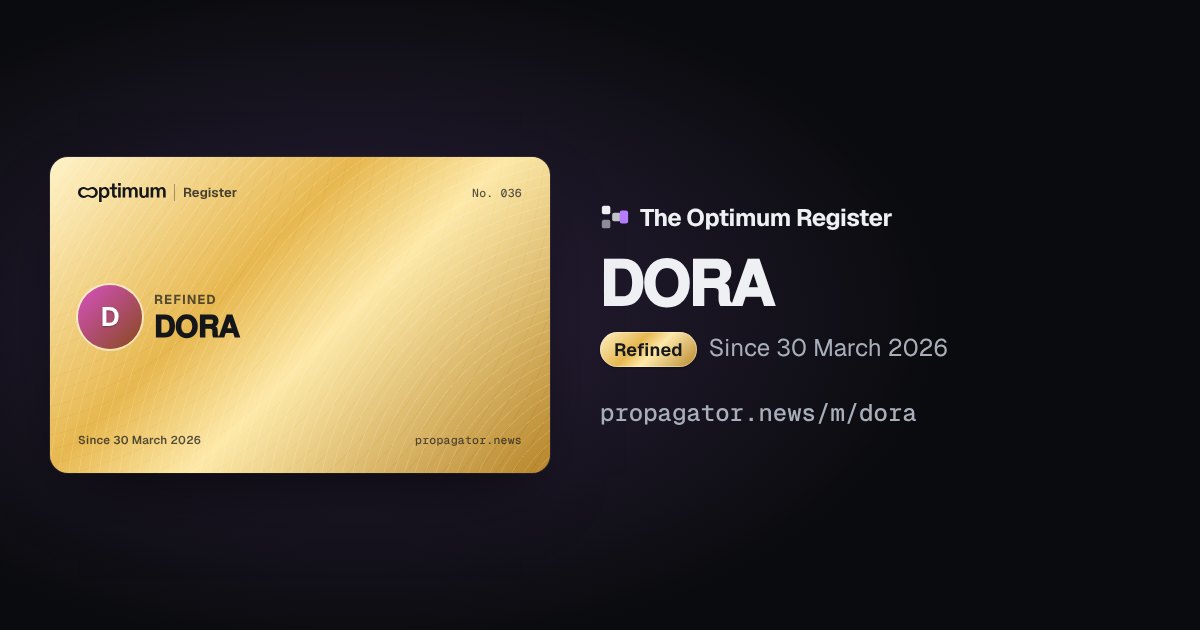 optimum | Register
No. 036
D
REFINED
DORA
Since 30 March 2026
propagator.news
The Optimum Register
DORA
Refined Since 30 March 2026
propagator.news/m/dora